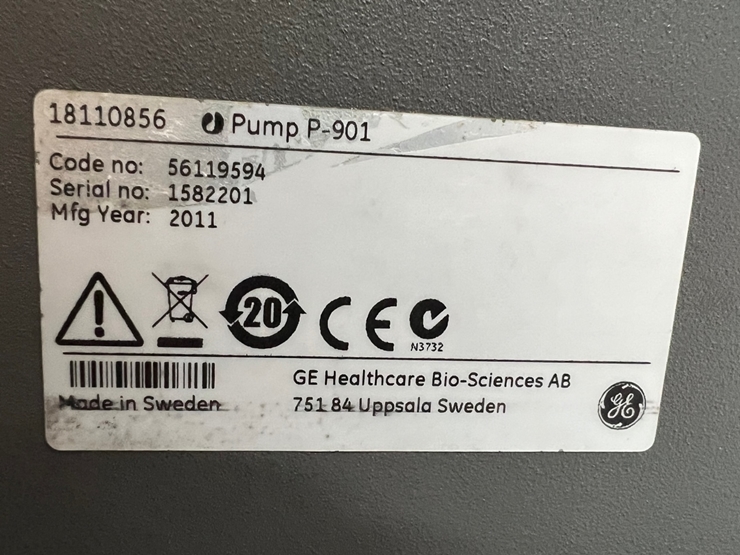 18110856 Pump P-901
Code no: 56119594
Serial no: 1582201
Mfg Year: 2011
20
CE
N3732
GE Healthcare Bio-Sciences AB
Made in Sweden 751 84 Uppsala Sweden
GE